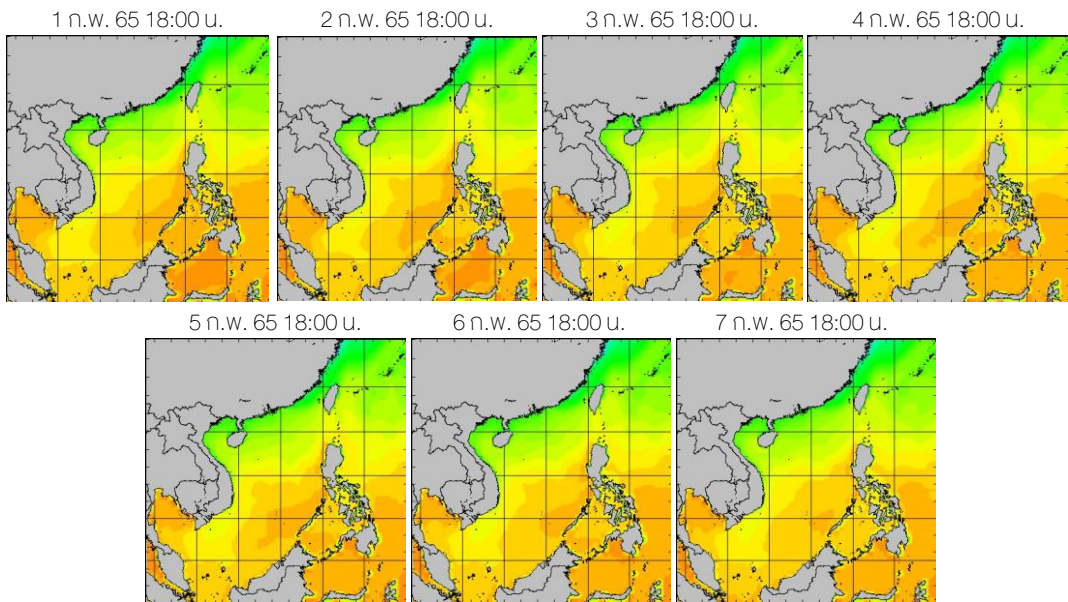 1 ก.พ. 65 18:00 น.
2 ก.พ. 65 18:00 น.
3 ก.พ. 65 18:00 น.
4 ก.พ. 65 18:00 น.
5 ก.พ. 65 18:00 น.
6 ก.พ. 65 18:00 น.
7 ก.พ. 65 18:00 น.